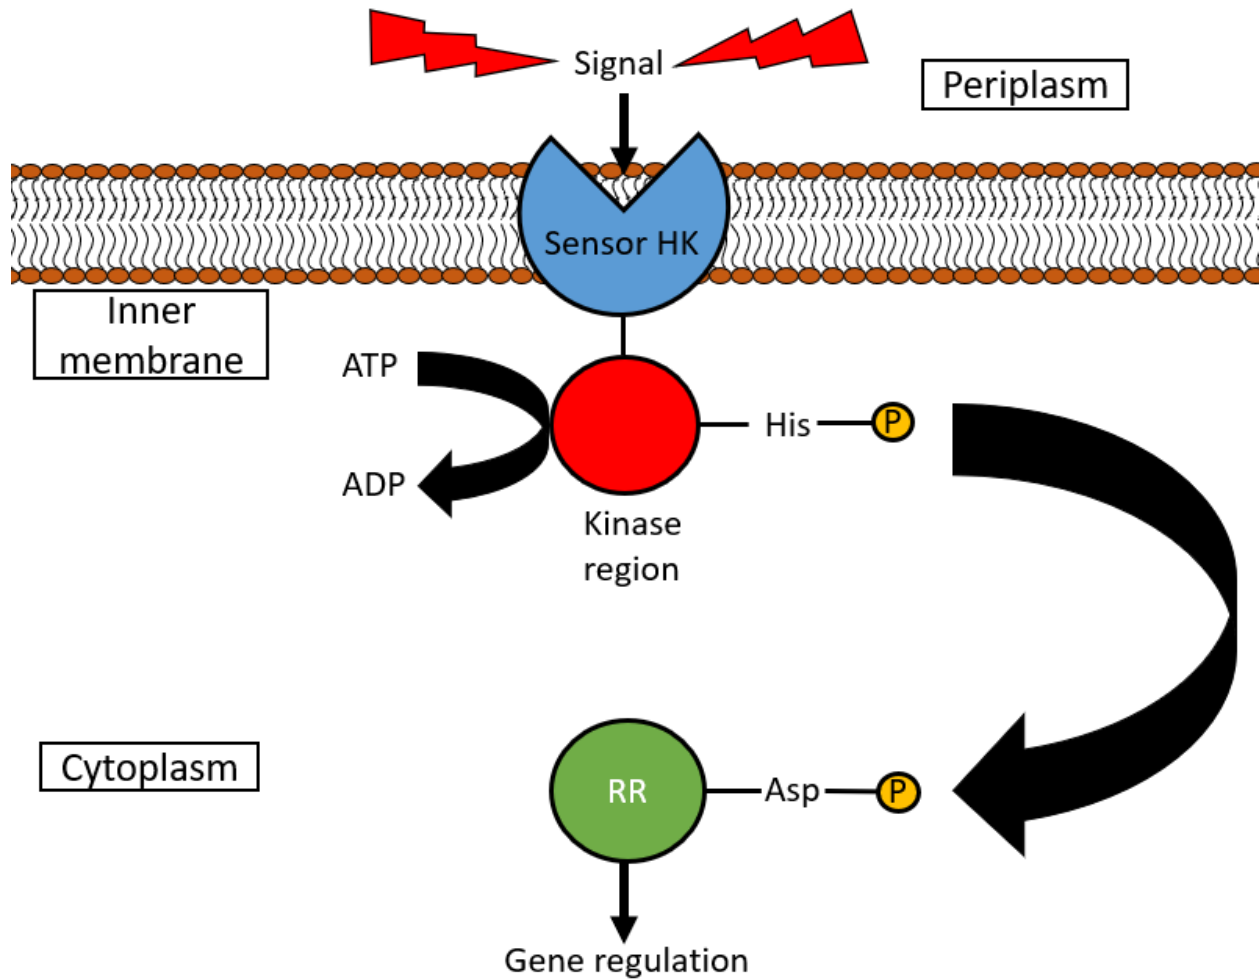 Signal
Periplasm
Sensor HK
Inner
membrane
ATP
His
P
ADP
Kinase
region
Cytoplasm
RR
Asp
P
Gene regulation